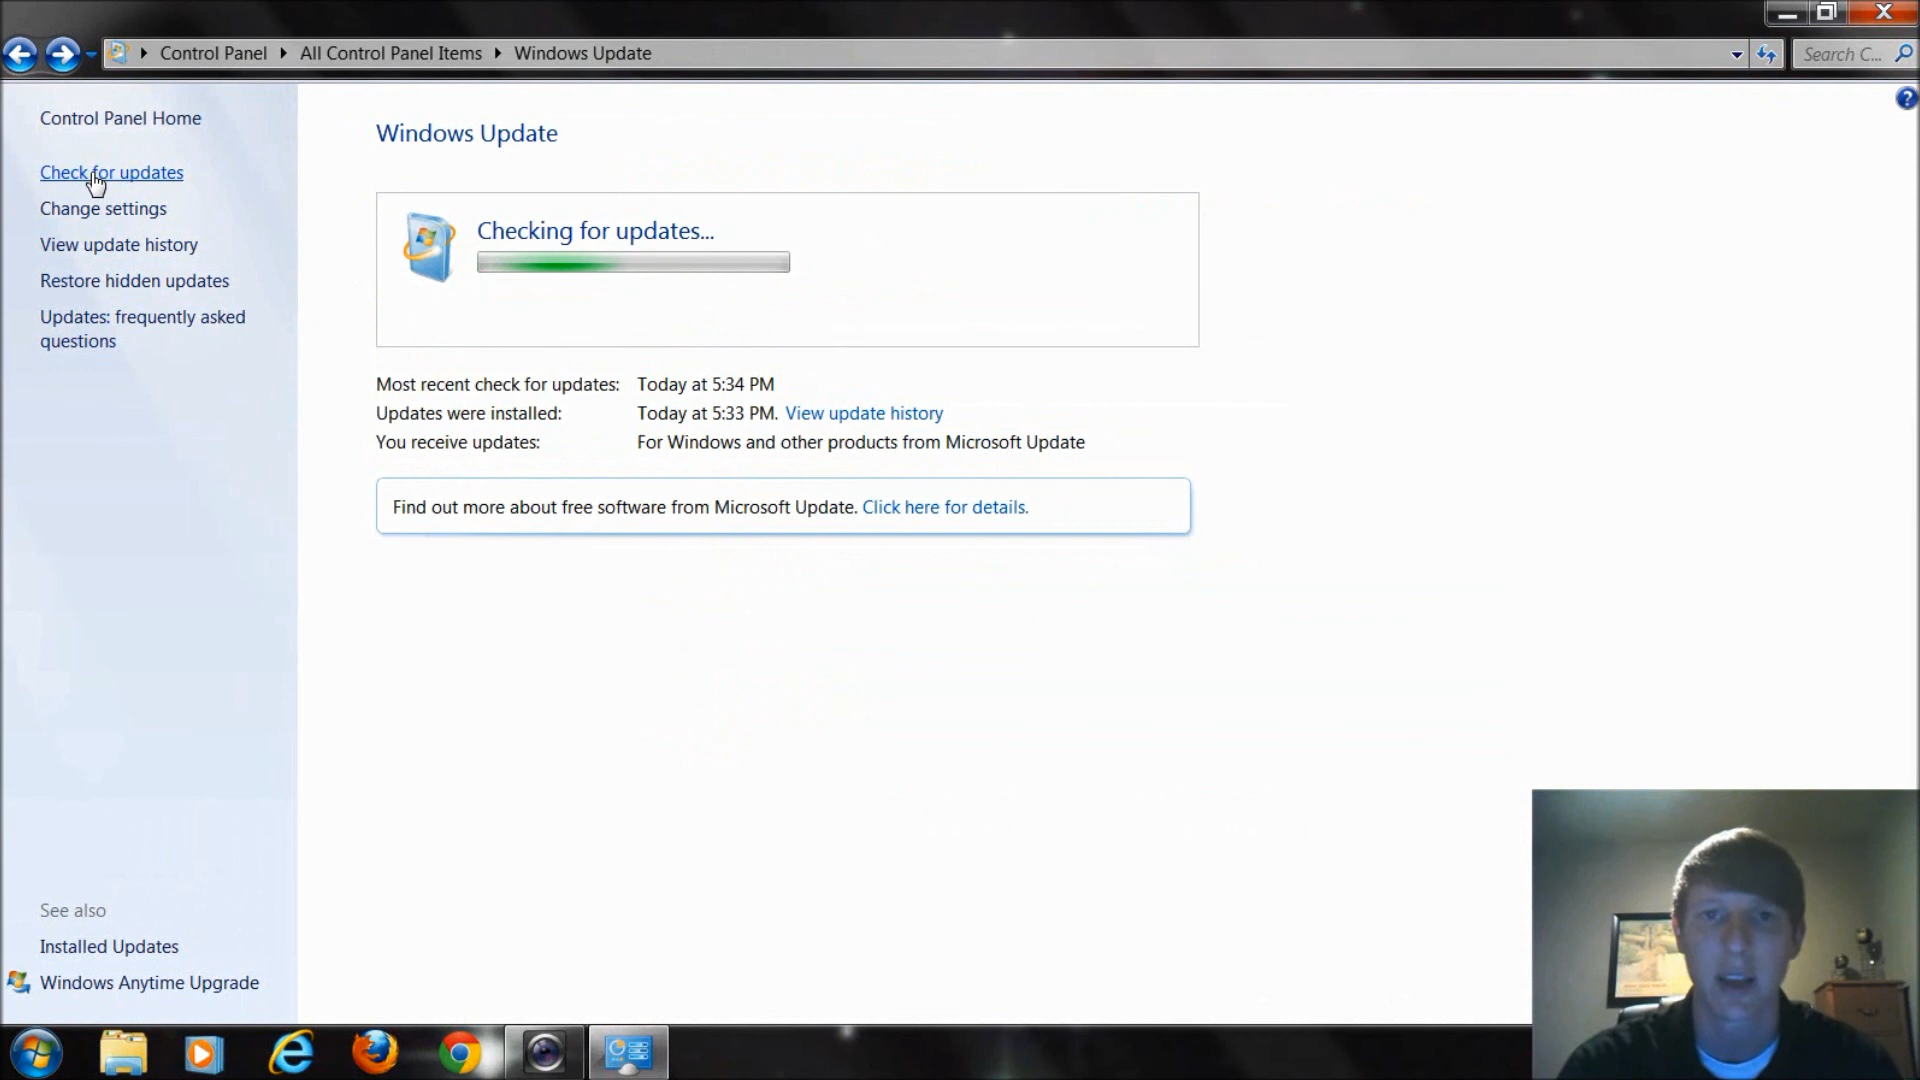 Control Panel
All Control Panel Items
Windows Update
Search C...
Control Panel Home
Check for updates
Change settings
View update history
Restore hidden updates
Updates: frequently asked
questions
Windows Update
Checking for updates...
Most recent check for updates: Today at 5:34 PM
Updates were installed: Today at 5:33 PM. View update history
You receive updates: For Windows and other products from Microsoft Update
Find out more about free software from Microsoft Update. Click here for details.
See also
Installed Updates
Windows Anytime Upgrade